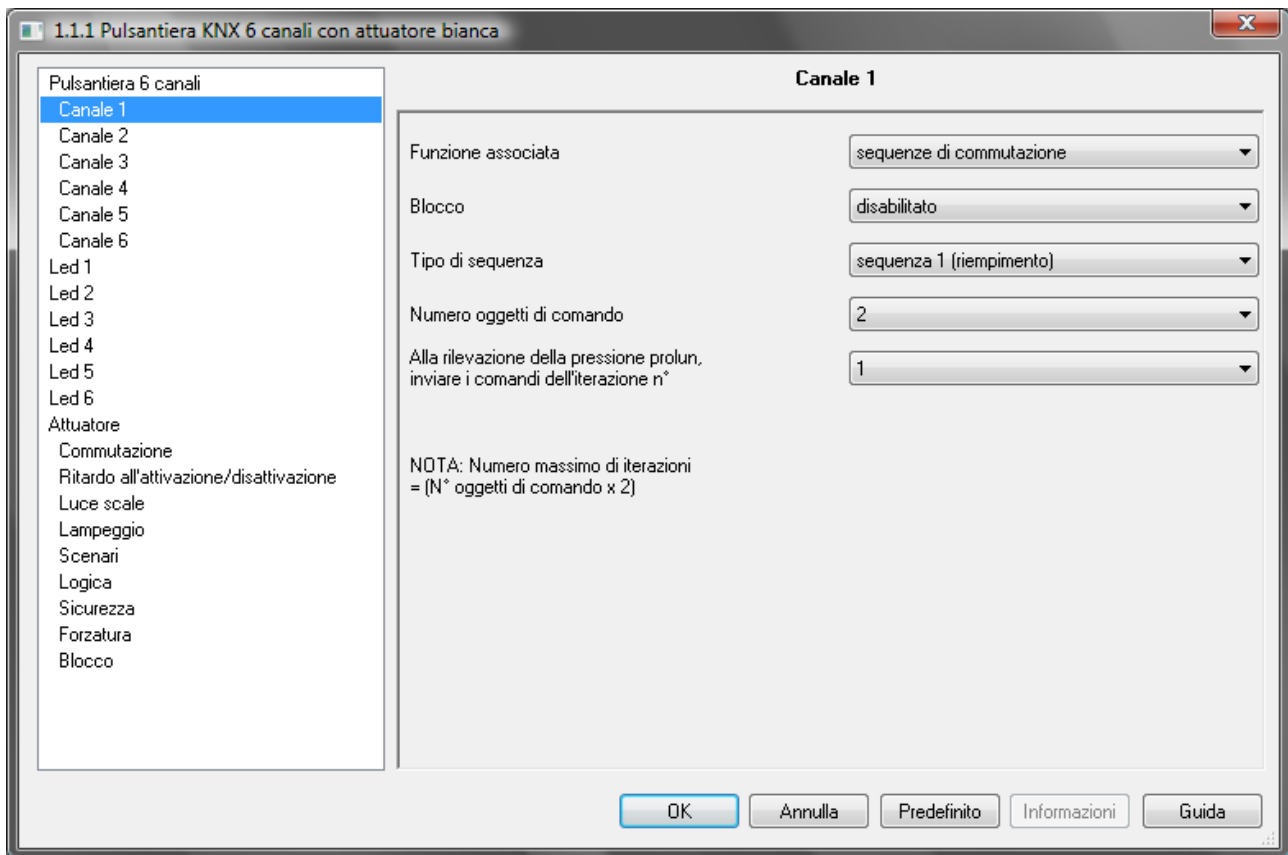 1.1.1 Pulsantiera KNX 6 canali con attuatore bianca
Pulsantiera 6 canali
Canale 1
Canale 2
Canale 3
Canale 4
Canale 5
Canale 6
Led 1
Led 2
Led 3
Led 4
Led 5
Led 6
Attuatore
Commutazione
Ritardo all'attivazione/disattivazione
Luce scale
Lampeggio
Scenari
Logica
Sicurezza
Forzatura
Blocco
Canale 1
Funzione associata
sequenze di commutazione
Blocco
disabilitato
Tipo di sequenza
sequenza 1 (riempimento)
Numero oggetti di comando
2
Alla rilevazione della pressione prolun,
inviare i comandi dell'iterazione n°
1
NOTA: Numero massimo di iterazioni
= (N° oggetti di comando x 2)
OK
Annulla
Predefinito
Informazioni
Guida